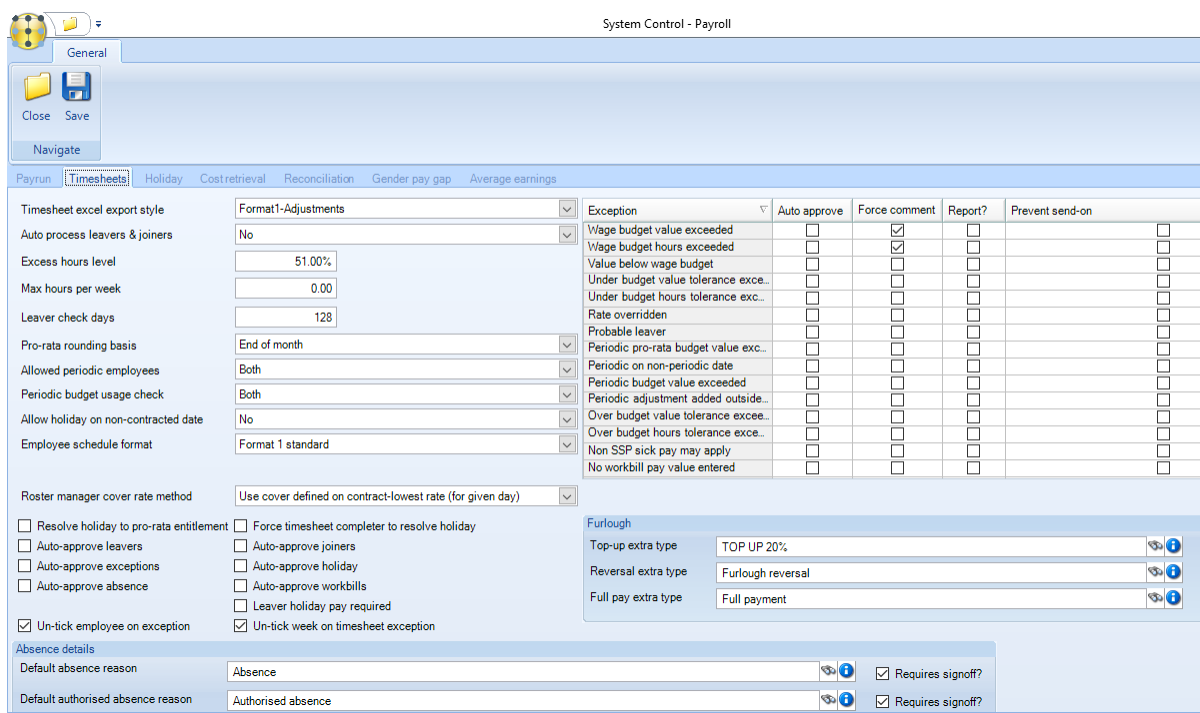 System Control - Payroll
General
Close Save
Navigate
Payrun Timesheets Holiday Cost retrieval Reconciliation Gender pay gap Average earnings
Timesheet excel export style Format1-Adjustments
Auto process leavers & joiners No
Excess hours level 51.00%
Max hours per week 0.00
Leaver check days 128
Pro-rata rounding basis End of month
Allowed periodic employees Both
Periodic budget usage check Both
Allow holiday on non-contracted date No
Employee schedule format Format 1 standard
Roster manager cover rate method Use cover defined on contract-lowest rate (for given day)
Resolve holiday to pro-rata entitlement Force timesheet completer to resolve holiday
Auto-approve leavers Auto-approve joiners
Auto-approve exceptions Auto-approve holiday
Auto-approve absence Auto-approve workbills
Leaver holiday pay required
Un-tick employee on exception Un-tick week on timesheet exception
Exception Auto approve Force comment Report? Prevent send-on
Wage budget value exceeded
Wage budget hours exceeded
Value below wage budget
Under budget value tolerance exce...
Under budget hours tolerance exc...
Rate overridden
Probable leaver
Periodic pro-rata budget value exc...
Periodic on non-periodic date
Periodic budget value exceeded
Periodic adjustment added outside...
Over budget value tolerance excee...
Over budget hours tolerance exce...
Non SSP sick pay may apply
No workbill pay value entered
Furlough
Top-up extra type TOP UP 20%
Reversal extra type Furlough reversal
Full pay extra type Full payment
Absence details
Default absence reason Absence Requires signoff?
Default authorised absence reason Authorised absence Requires signoff?